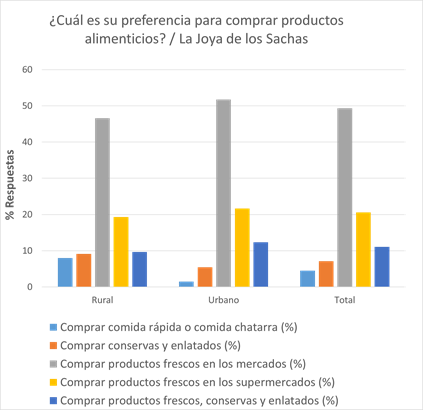 ¿Cuál es su preferencia para comprar productos
alimenticios? / La Joya de los Sachas
% Respuestas
60
50
40
30
20
10
0
Rural
Urbano
Total
Comprar comida rápida o comida chatarra (%)
Comprar conservas y enlatados (%)
Comprar productos frescos en los mercados (%)
Comprar productos frescos en los supermercados (%)
Comprar productos frescos, conservas y enlatados (%)